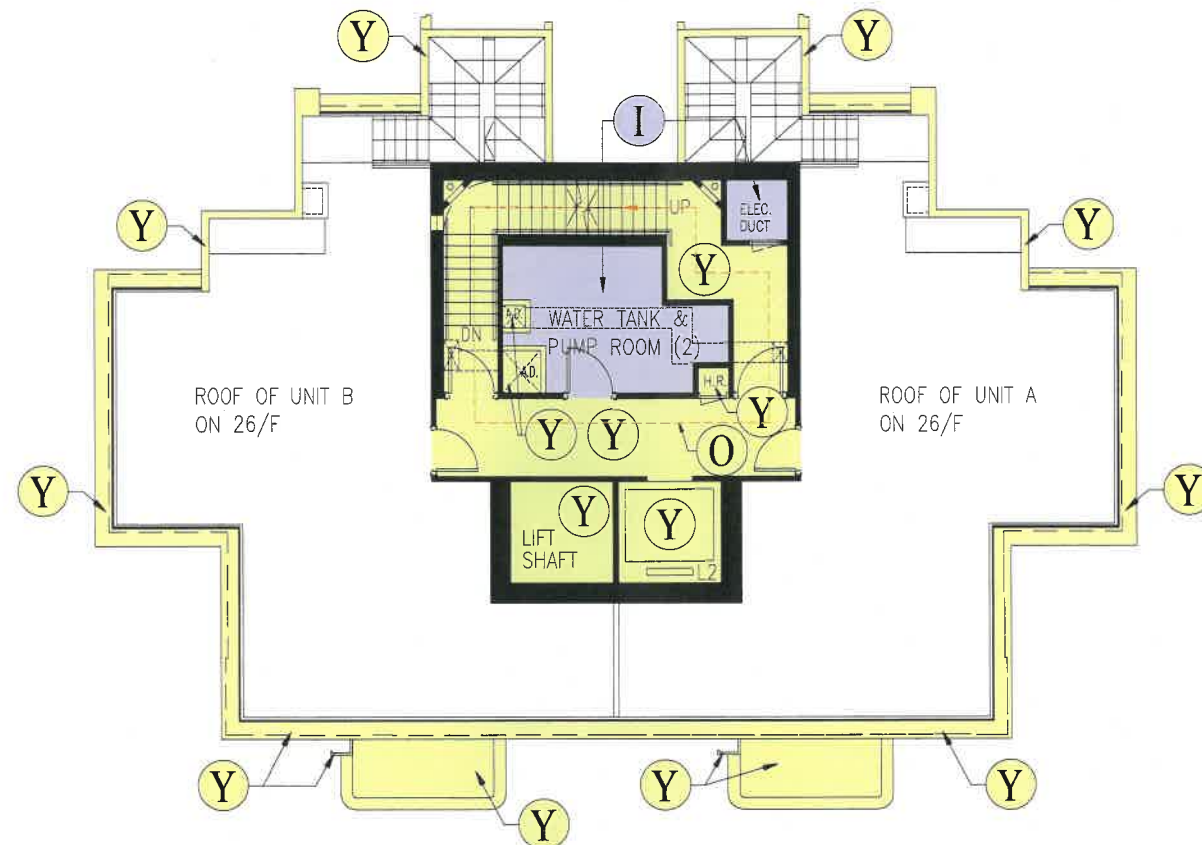 Y
Y
I
ELEC.
DUCT
UP
Y
Y
Y
A.D.
WATER TANK &
PUMP ROOM (2)
DN
A.D.
H.R.
ROOF OF UNIT B
ON 26/F
ROOF OF UNIT A
ON 26/F
Y
Y
Y
O
Y
Y
Y
Y
LIFT
SHAFT
L2
Y
Y
Y
Y